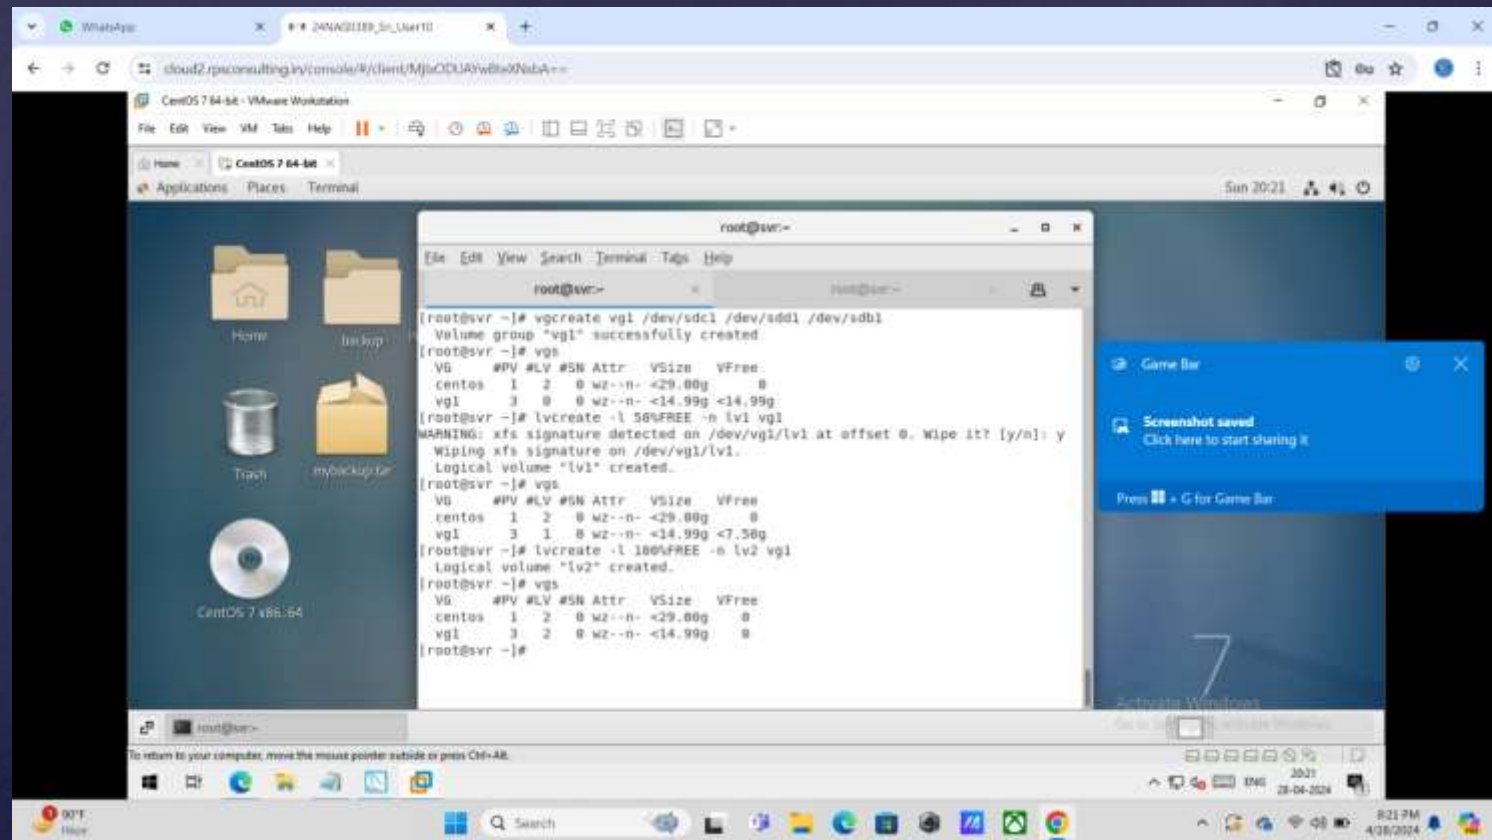 WhatsApp
24NAG0389_Sn_User10
CentOS 7 64-bit - VMware Workstation
File Edit View VM Tabs Help
Home
CentOS 7 64-bit
Applications Places Terminal
Sun 20:21
root@svr:~
File Edit View Search Terminal Tabs Help
root@svr:~
root@svr:~
[root@svr ~]# vgcreate vg1 /dev/sdc1 /dev/sdd1 /dev/sdb1
Volume group "vg1" successfully created
[root@svr ~]# vgs
VG #PV #LV #SN Attr VSize VFree
centos 1 2 0 wz--n- <29.00g 0
vg1 3 0 0 wz--n- <14.99g <14.99g
[root@svr ~]# lvcreate -l 50%FREE -n lv1 vg1
WARNING: xfs signature detected on /dev/vg1/lv1 at offset 0. Wipe it? [y/n]: y
Wiping xfs signature on /dev/vg1/lv1.
Logical volume "lv1" created.
[root@svr ~]# vgs
VG #PV #LV #SN Attr VSize VFree
centos 1 2 0 wz--n- <29.00g 0
vg1 3 1 0 wz--n- <14.99g <7.50g
[root@svr ~]# lvcreate -l 100%FREE -n lv2 vg1
Logical volume "lv2" created.
[root@svr ~]# vgs
VG #PV #LV #SN Attr VSize VFree
centos 1 2 0 wz--n- <29.00g 0
vg1 3 2 0 wz--n- <14.99g 0
[root@svr ~]#
Home
backup
Trash
mybackup.tar
CentOS 7 x86_64
Game Bar
Screenshot saved
Click here to start sharing it
Press + G for Game Bar
7
Activate Windows
root@svr:~
To return to your computer, move the mouse pointer outside or press Ctrl+Alt.
ENG
20:21
28-04-2024
90°F
Haze
Search
8:21 PM
4/28/2024